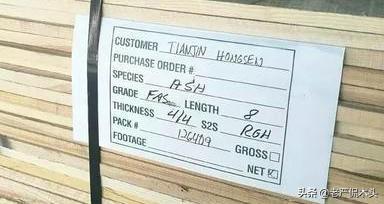 CUSTOMER TIANJIN HONGSEN
PURCHASE ORDER #
SPECIES ASH
GRADE FAS LENGTH 8
THICKNESS 4/4 S2S RGH
PACK # 126409
FOOTAGE GROSS
NET
头条 @老严侃木头